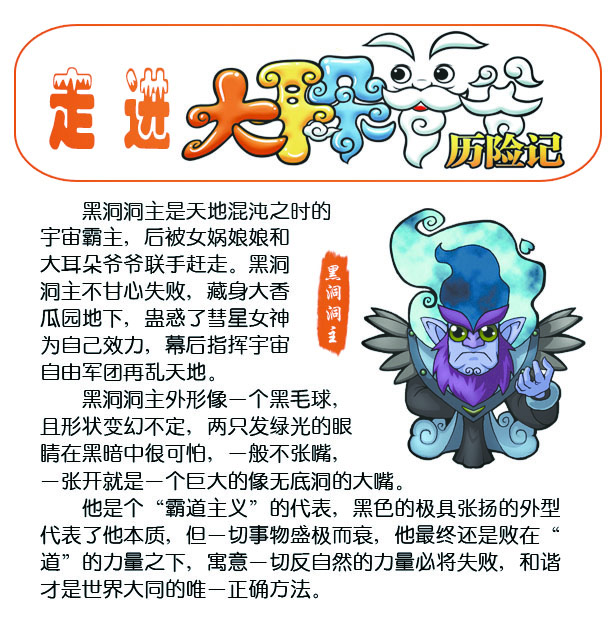 走进大耳朵爷爷历险记
黑洞洞主是天地混沌之时的
宇宙霸主，后被女娲娘娘和
大耳朵爷爷联手赶走。黑洞
洞主不甘心失败，藏身大香
瓜园地下，蛊惑了彗星女神
为自己效力，幕后指挥宇宙
自由军团再乱天地。
黑洞洞主
黑洞洞主外形像一个黑毛球，
且形状变幻不定，两只发绿光的眼
睛在黑暗中很可怕，一般不张嘴，
一张开就是一个巨大的像无底洞的大嘴。
他是个“霸道主义”的代表，黑色的极具张扬的外型
代表了他本质，但一切事物盛极而衰，他最终还是败在“
道”的力量之下，寓意一切反自然的力量必将失败，和谐
才是世界大同的唯一正确方法。